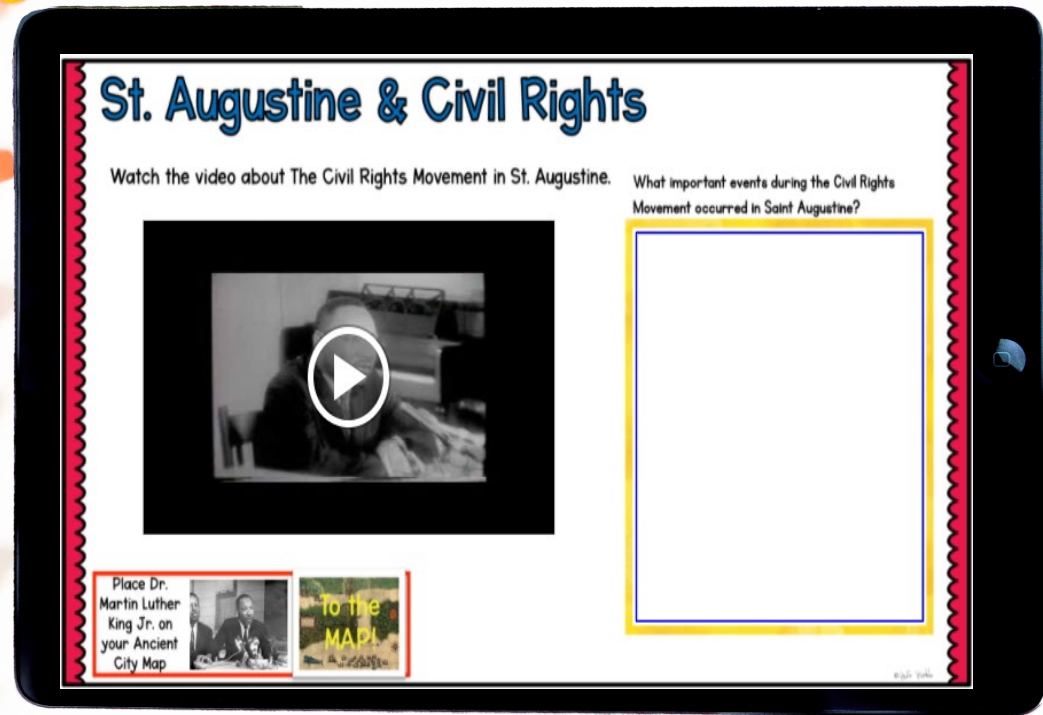 St. Augustine & Civil Rights
Watch the video about The Civil Rights Movement in St. Augustine.
What important events during the Civil Rights
Movement occurred in Saint Augustine?
Place Dr.
Martin Luther
King Jr. on
your Ancient
City Map
To the
MAP!